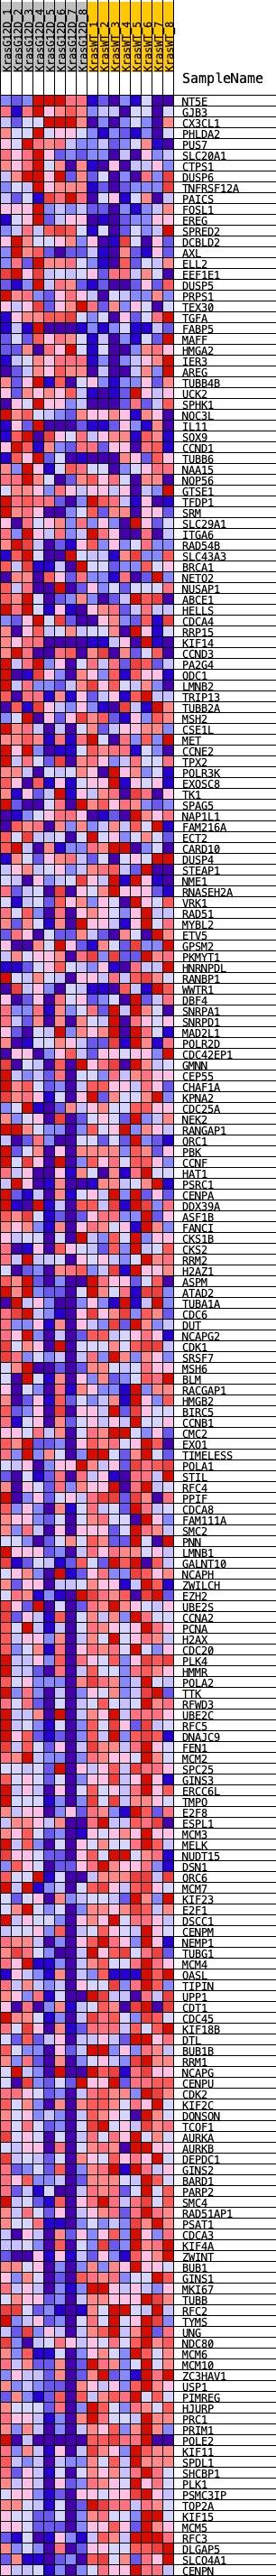 KrasG12D_1
KrasG12D_2
KrasG12D_3
KrasG12D_4
KrasG12D_5
KrasG12D_6
KrasG12D_7
KrasG12D_8
KrasWT_1
KrasWT_2
KrasWT_3
KrasWT_4
KrasWT_5
KrasWT_6
KrasWT_7
KrasWT_8
SampleName
NT5E
GJB3
CX3CL1
PHLDA2
PUS7
SLC20A1
CTPS1
DUSP6
TNFRSF12A
PAICS
FOSL1
EREG
SPRED2
DCBLD2
AXL
ELL2
EEF1E1
DUSP5
PRPS1
TEX30
TGFA
FABP5
MAFF
HMGA2
IER3
AREG
TUBB4B
UCK2
SPHK1
NOC3L
IL11
SOX9
CCND1
TUBB6
NAA15
NOP56
GTSE1
TFDP1
SRM
SLC29A1
ITGA6
RAD54B
SLC43A3
BRCA1
NETO2
NUSAP1
ABCE1
HELLS
CDCA4
RRP15
KIF14
CCND3
PA2G4
ODC1
LMNB2
TRIP13
TUBB2A
MSH2
CSE1L
MET
CCNE2
TPX2
POLR3K
EXOSC8
TK1
SPAG5
NAP1L1
FAM216A
ECT2
CARD10
DUSP4
STEAP1
NME1
RNASEH2A
VRK1
RAD51
MYBL2
ETV5
GPSM2
PKMYT1
HNRNPDL
RANBP1
WWTR1
DBF4
SNRPA1
SNRPD1
MAD2L1
POLR2D
CDC42EP1
GMNN
CEP55
CHAF1A
KPNA2
CDC25A
NEK2
RANGAP1
ORC1
PBK
CCNF
HAT1
PSRC1
CENPA
DDX39A
ASF1B
FANCI
CKS1B
CKS2
RRM2
H2AZ1
ASPM
ATAD2
TUBA1A
CDC6
DUT
NCAPG2
CDK1
SRSF7
MSH6
BLM
RACGAP1
HMGB2
BIRC5
CCNB1
CMC2
EXO1
TIMELESS
POLA1
STIL
RFC4
PPIF
CDCA8
FAM111A
SMC2
PNN
LMNB1
GALNT10
NCAPH
ZWILCH
EZH2
UBE2S
CCNA2
PCNA
H2AX
CDC20
PLK4
HMMR
POLA2
TTK
RFWD3
UBE2C
RFC5
DNAJC9
FEN1
MCM2
SPC25
GINS3
ERCC6L
TMPO
E2F8
ESPL1
MCM3
MELK
NUDT15
DSN1
ORC6
MCM7
KIF23
E2F1
DSCC1
CENPM
NEMP1
TUBG1
MCM4
OASL
TIPIN
UPP1
CDT1
CDC45
KIF18B
DTL
BUB1B
RRM1
NCAPG
CENPU
CDK2
KIF2C
DONSON
TCOF1
AURKA
AURKB
DEPDC1
GINS2
BARD1
PARP2
SMC4
RAD51AP1
PSAT1
CDCA3
KIF4A
ZWINT
BUB1
GINS1
MKI67
TUBB
RFC2
TYMS
UNG
NDC80
MCM6
MCM10
ZC3HAV1
USP1
PIMREG
HJURP
PRC1
PRIM1
POLE2
KIF11
SPDL1
SHCBP1
PLK1
PSMC3IP
TOP2A
KIF15
MCM5
RFC3
DLGAP5
SLCO4A1
CENPN